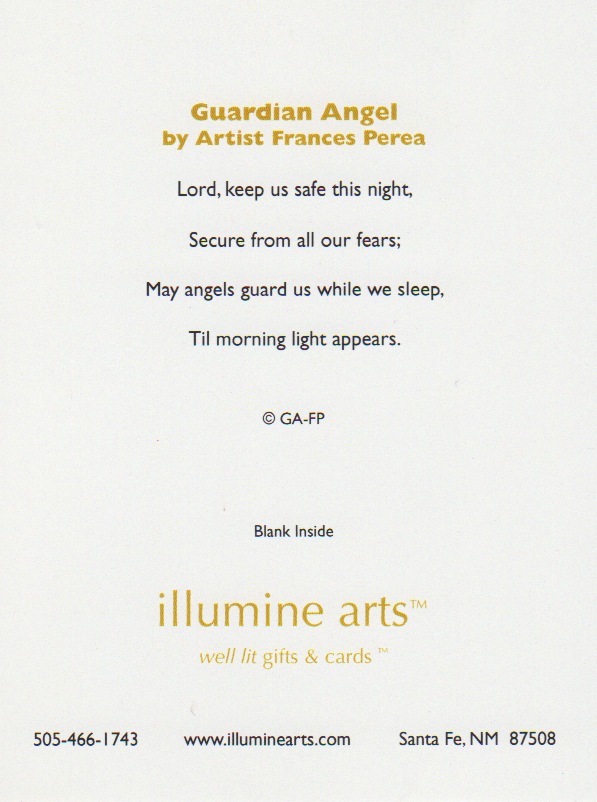 Guardian Angel
by Artist Frances Perea
Lord, keep us safe this night,
Secure from all our fears;
May angels guard us while we sleep,
Til morning light appears.
© GA-FP
Blank Inside
illumine arts™
well lit gifts & cards ™
505-466-1743 www.illuminearts.com Santa Fe, NM 87508